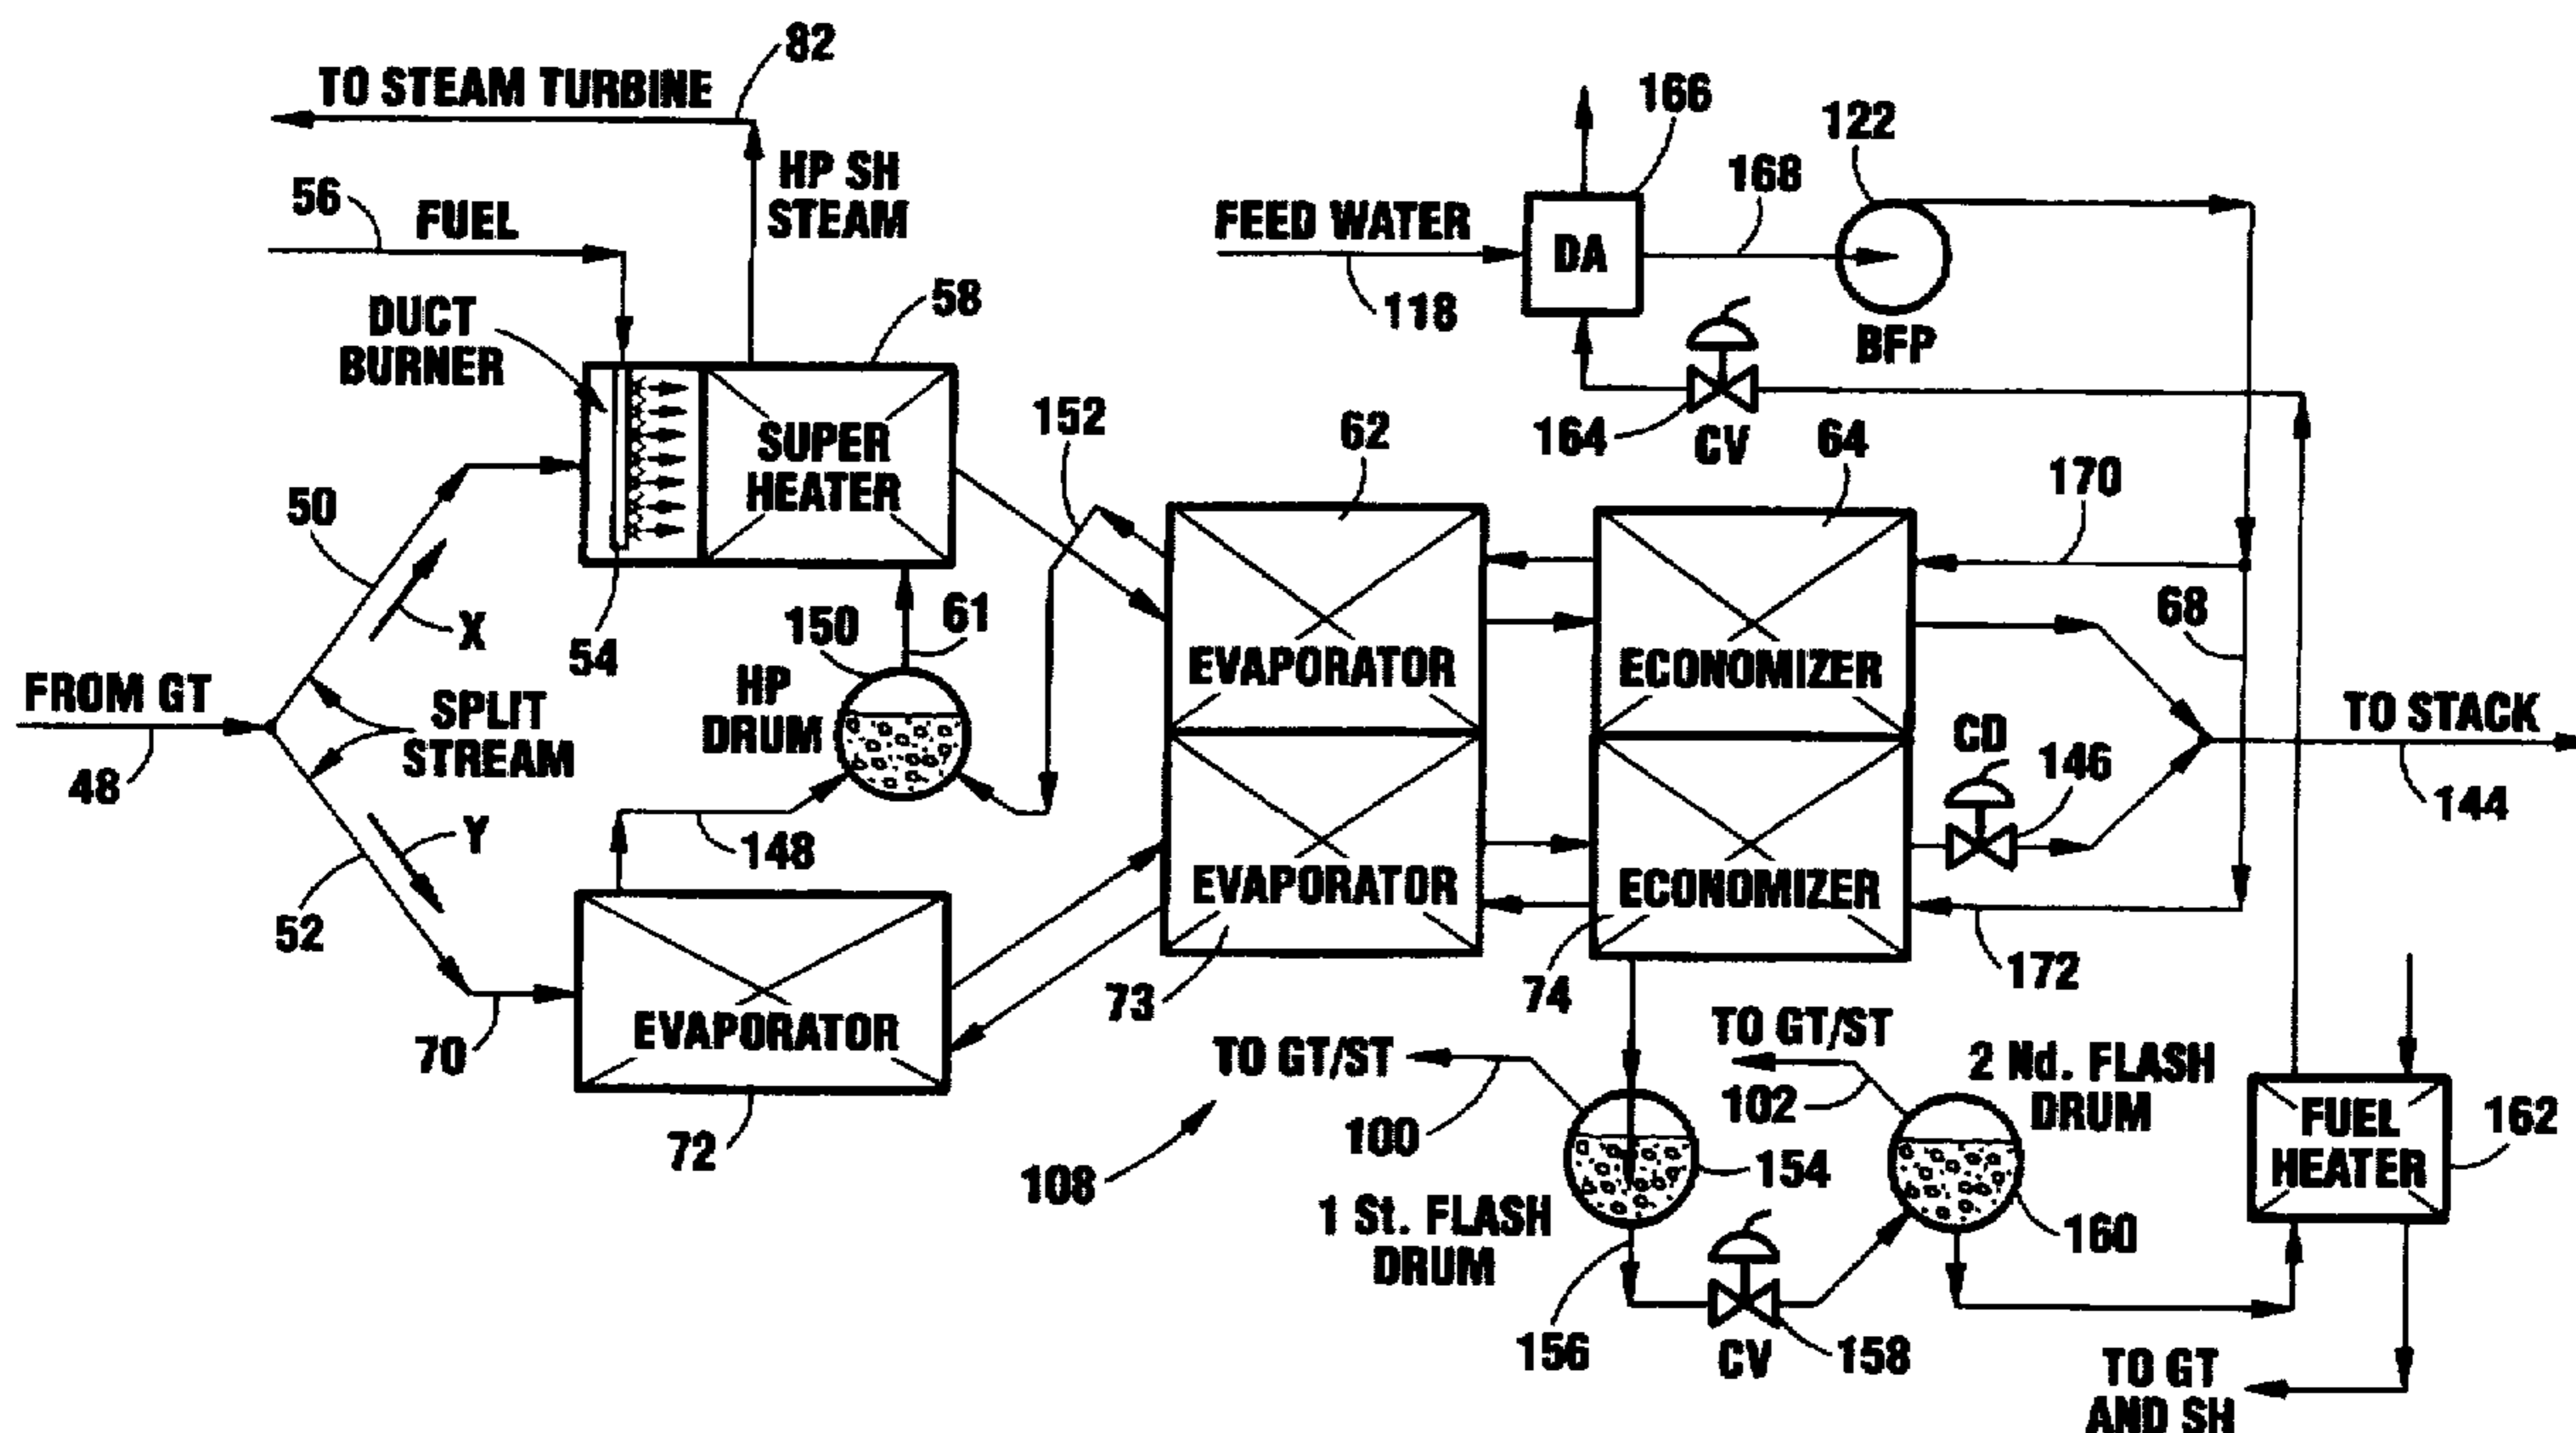 82
TO STEAM TURBINE
HP SH
STEAM
56
FUEL
DUCT
BURNER
58
SUPER
HEATER
50
X
54
FROM GT
48
SPLIT
STREAM
Y
52
70
EVAPORATOR
72
150
61
HP
DRUM
148
152
166
122
168
FEED WATER
DA
118
BFP
164
CV
62
64
170
68
EVAPORATOR
ECONOMIZER
TO STACK
144
CD
146
EVAPORATOR
ECONOMIZER
73
74
172
TO GT/ST
100
108
TO GT/ST
102
2 Nd. FLASH
DRUM
154
1 St. FLASH
DRUM
160
156
CV
158
FUEL
HEATER
162
TO GT
AND SH